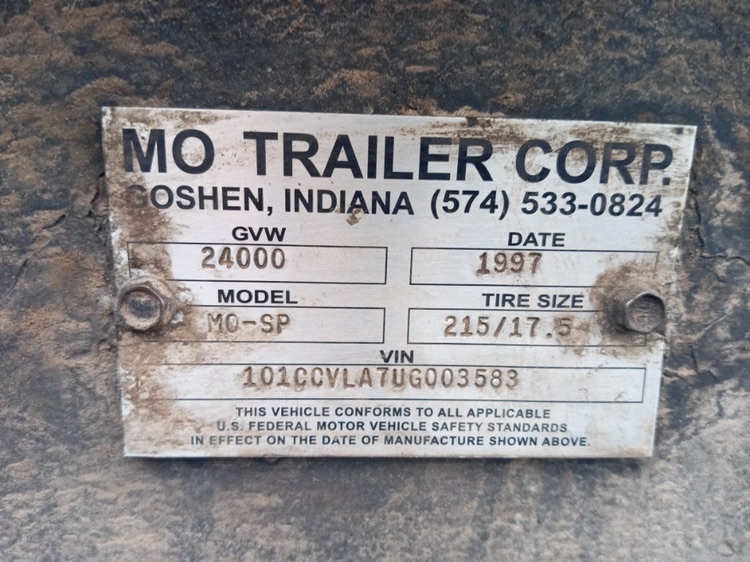 MO TRAILER CORP.
GOSHEN, INDIANA (574) 533-0824
GVW DATE
24000 1997
MODEL TIRE SIZE
MO-SP 215/17.5
VIN
101CCVLA7UG003583
THIS VEHICLE CONFORMS TO ALL APPLICABLE
U.S. FEDERAL MOTOR VEHICLE SAFETY STANDARDS
IN EFFECT ON THE DATE OF MANUFACTURE SHOWN ABOVE.